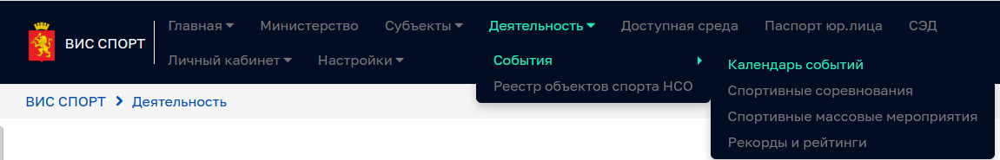 ВИС СПОРТ
Главная Министерство Субъекты Деятельность Доступная среда Паспорт юр.лица СЭД
Личный кабинет Настройки
События
Реестр объектов спорта НСО
Календарь событий
Спортивные соревнования
Спортивные массовые мероприятия
Рекорды и рейтинги
ВИС СПОРТ Деятельность